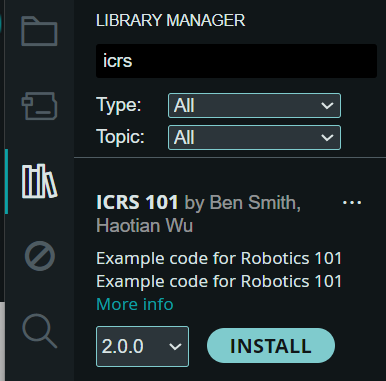 LIBRARY MANAGER
icrs
Type: All
Topic: All
ICRS 101 by Ben Smith,
Haotian Wu
...
Example code for Robotics 101
Example code for Robotics 101
More info
2.0.0
INSTALL